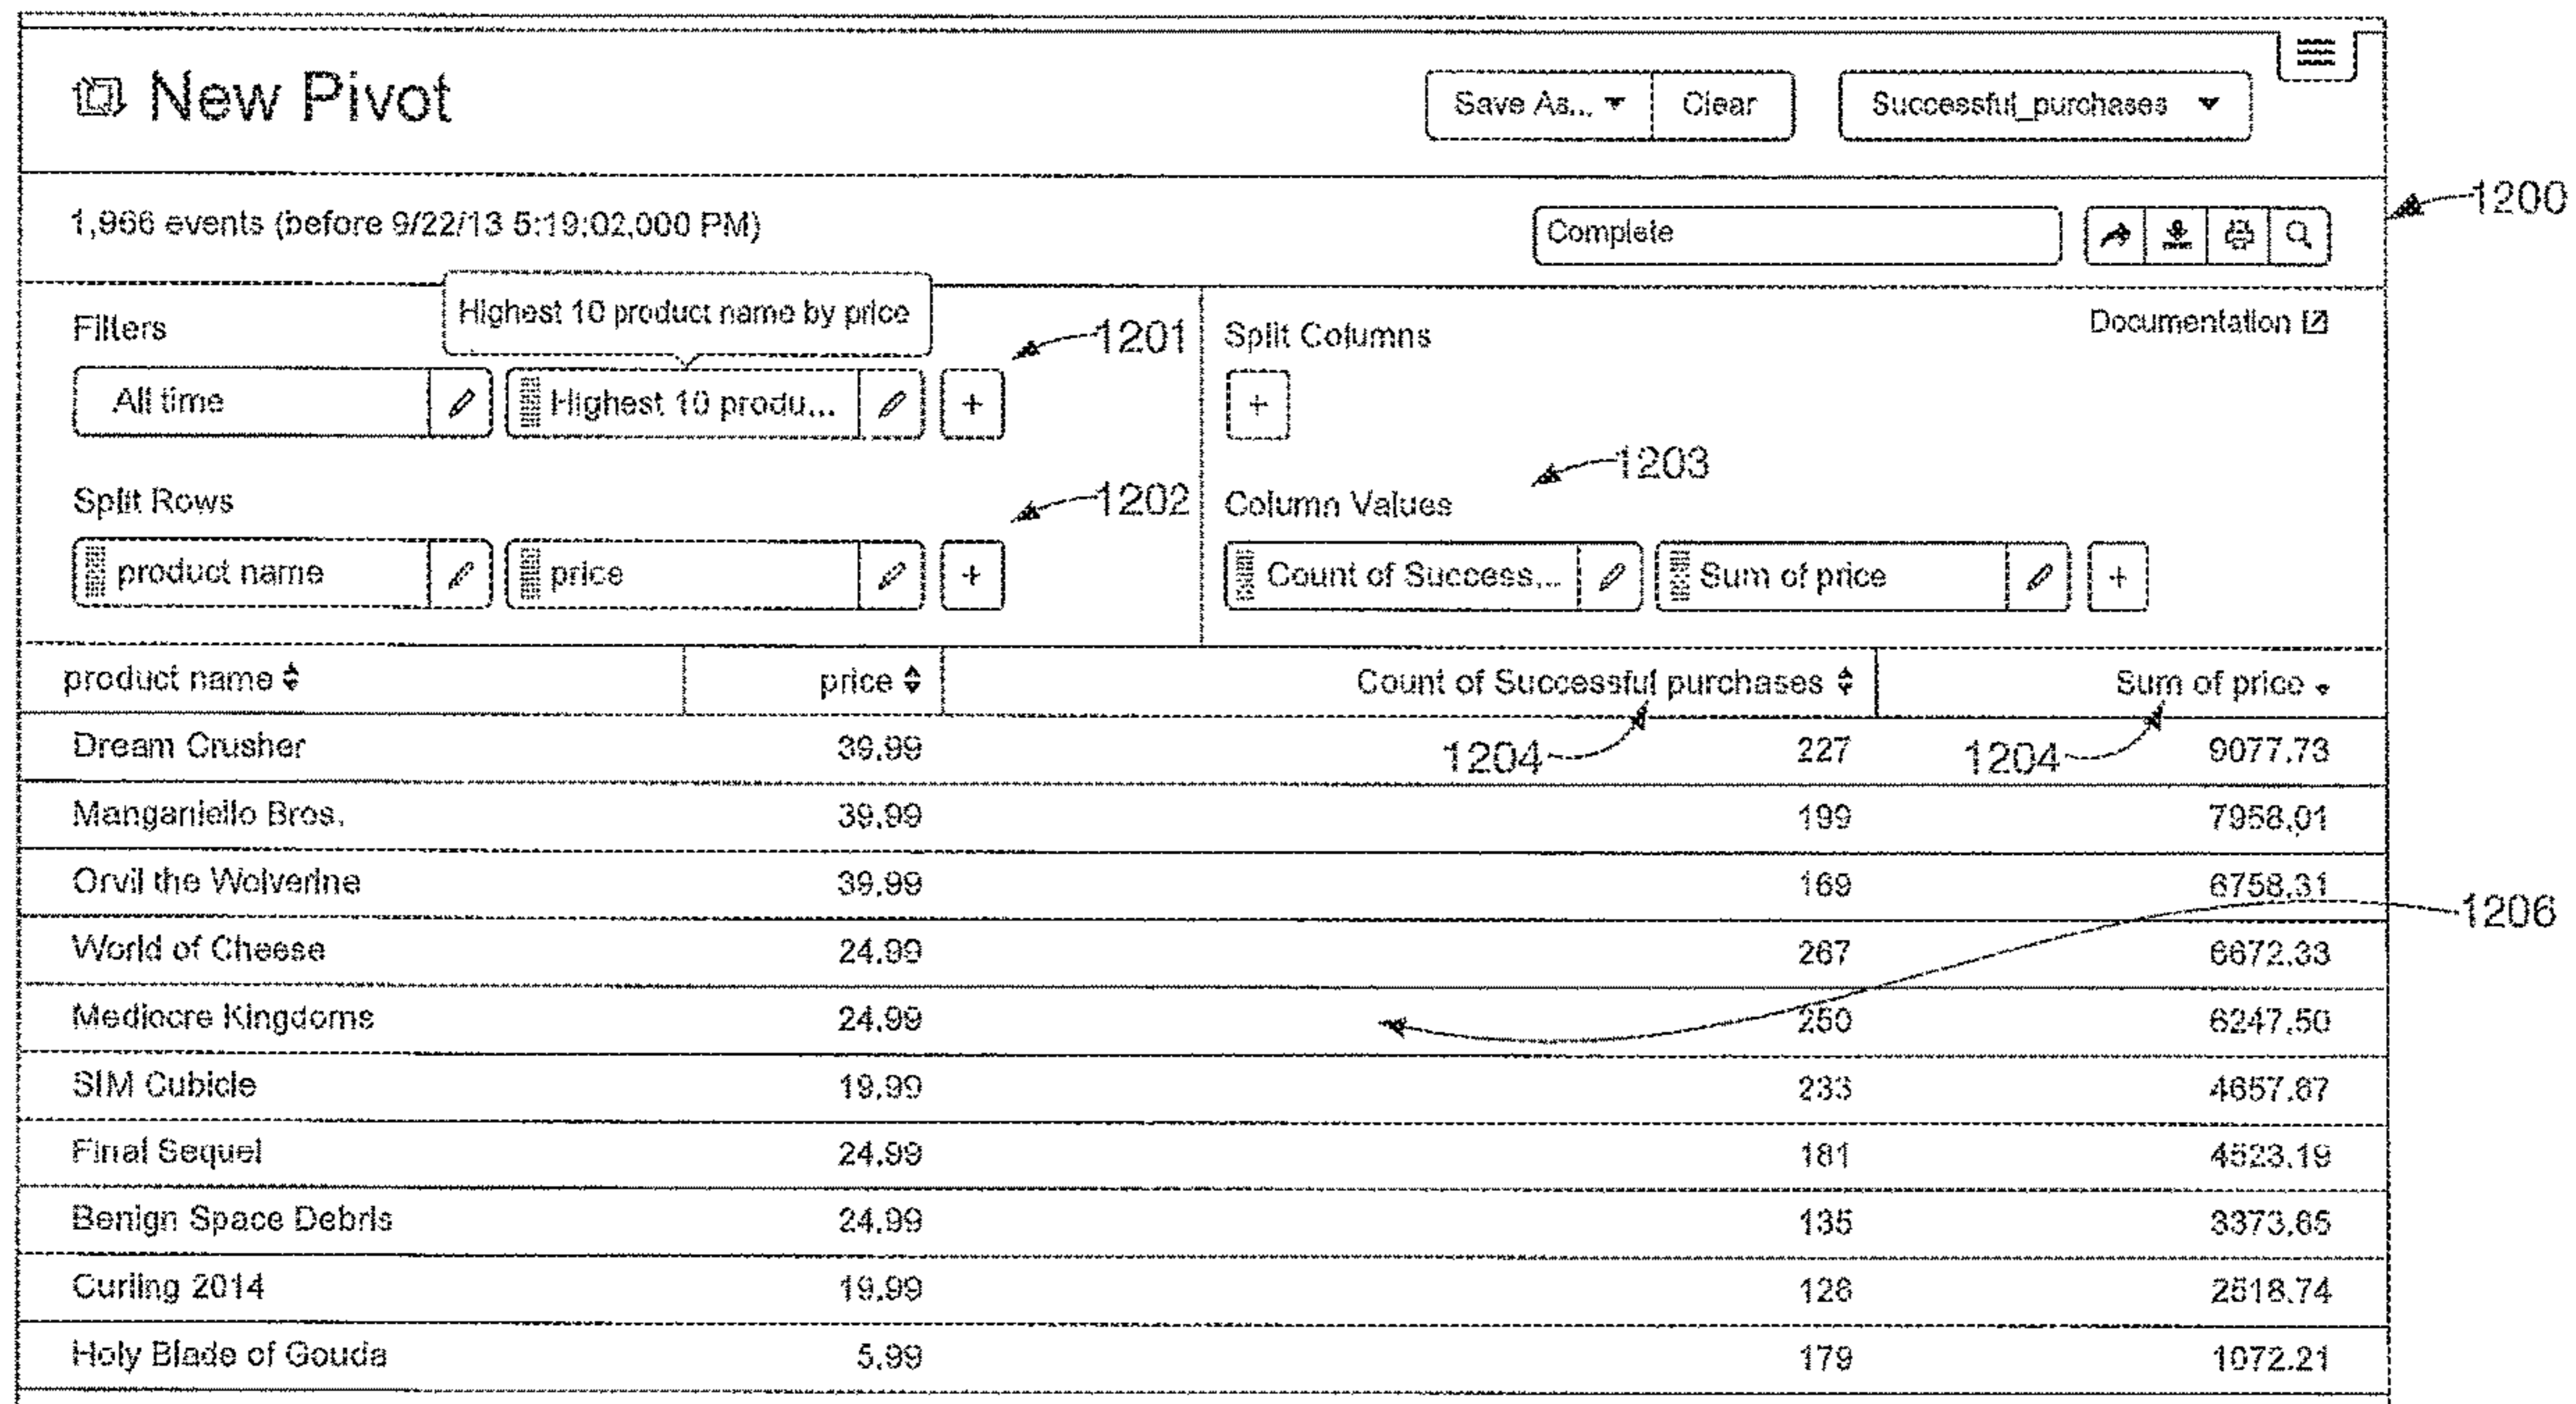 New Pivot
Save As... Clear Successful_purchases
1,966 events (before 9/22/13 5:19:02.000 PM)
Complete
1200
Highest 10 product name by price
Filters
1201
Split Columns
Documentation
All time Highest 10 produ... +
+
1203
Split Rows
1202
Column Values
product name price +
Count of Success... Sum of price +
product name price Count of Successful purchases Sum of price
Dream Crusher 39.99 1204 227 1204 9077.73
Manganiello Bros. 39.99 199 7958.01
Orvil the Wolverine 39.99 169 6758.31
1206
World of Cheese 24.99 267 6672.33
Mediocre Kingdoms 24.99 250 6247.50
SIM Cubicle 19.99 233 4657.67
Final Sequel 24.99 181 4523.19
Benign Space Debris 24.99 135 3373.65
Curling 2014 19.99 126 2518.74
Holy Blade of Gouda 5.99 179 1072.21